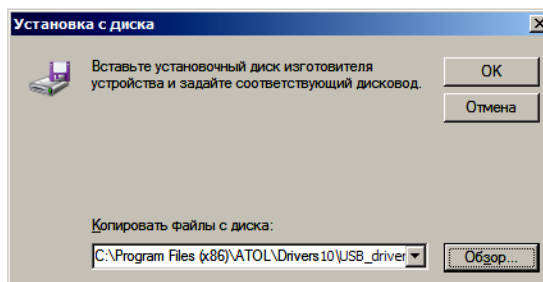 Установка с диска
Вставьте установочный диск изготовителя
устройства и задайте соответствующий дисковод.
OK
Отмена
Копировать файлы с диска:
C:\Program Files (x86)\ATOL\Drivers10\USB_driver
Обзор...